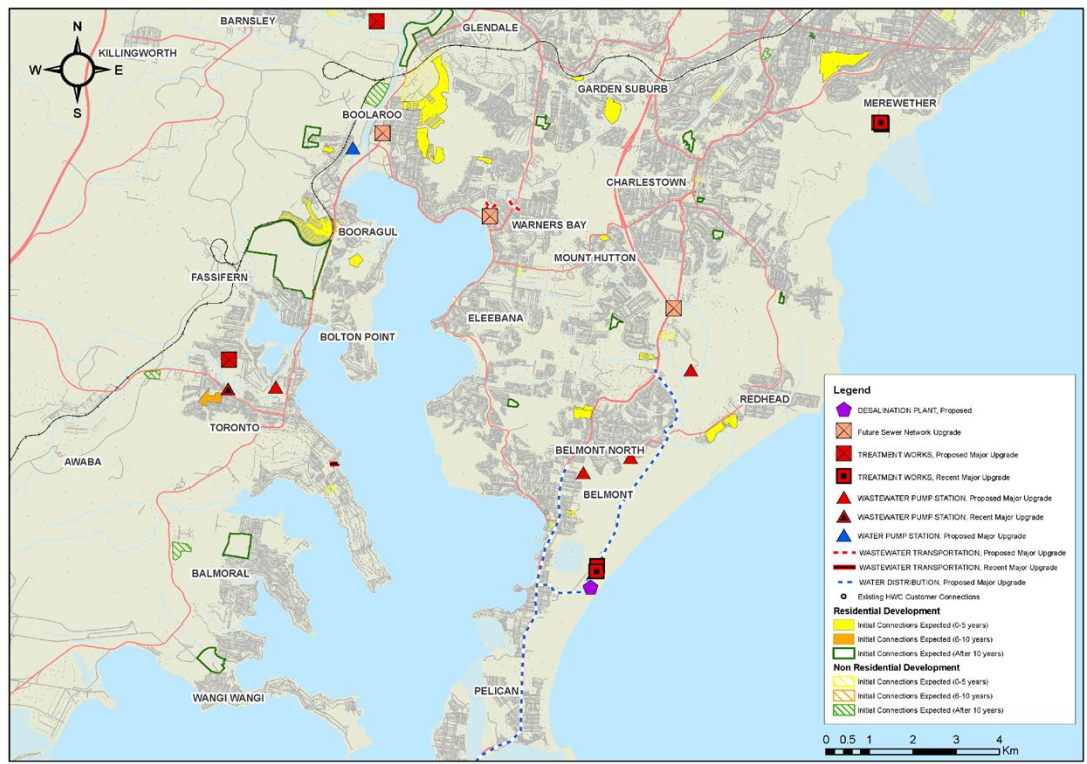 BARNSLEY
GLENDALE
N
KILLINGWORTH
W
E
S
GARDEN SUBURB
MEREWETHER
BOOLAROO
CHARLESTOWN
WARNERS BAY
BOORAGUL
MOUNT HUTTON
FASSIFERN
ELEEBANA
BOLTON POINT
REDHEAD
TORONTO
BELMONT NORTH
AWABA
BELMONT
BALMORAL
PELICAN
WANGI WANGI
Legend
DESALINATION PLANT, Proposed
Future Sewer Network Upgrade
TREATMENT WORKS, Proposed Major Upgrade
TREATMENT WORKS, Recent Major Upgrade
WASTEWATER PUMP STATION, Proposed Major Upgrade
WASTEWATER PUMP STATION, Recent Major Upgrade
WATER PUMP STATION, Proposed Major Upgrade
WASTEWATER TRANSPORTATION, Proposed Major Upgrade
WASTEWATER TRANSPORTATION, Recent Major Upgrade
WATER DISTRIBUTION, Proposed Major Upgrade
Existing HWC Customer Connections
Residential Development
Initial Connections Expected (0-5 years)
Initial Connections Expected (6-10 years)
Initial Connections Expected (After 10 years)
Non Residential Development
Initial Connections Expected (0-5 years)
Initial Connections Expected (6-10 years)
Initial Connections Expected (After 10 years)
0 0.5 1 2 3 4
Km